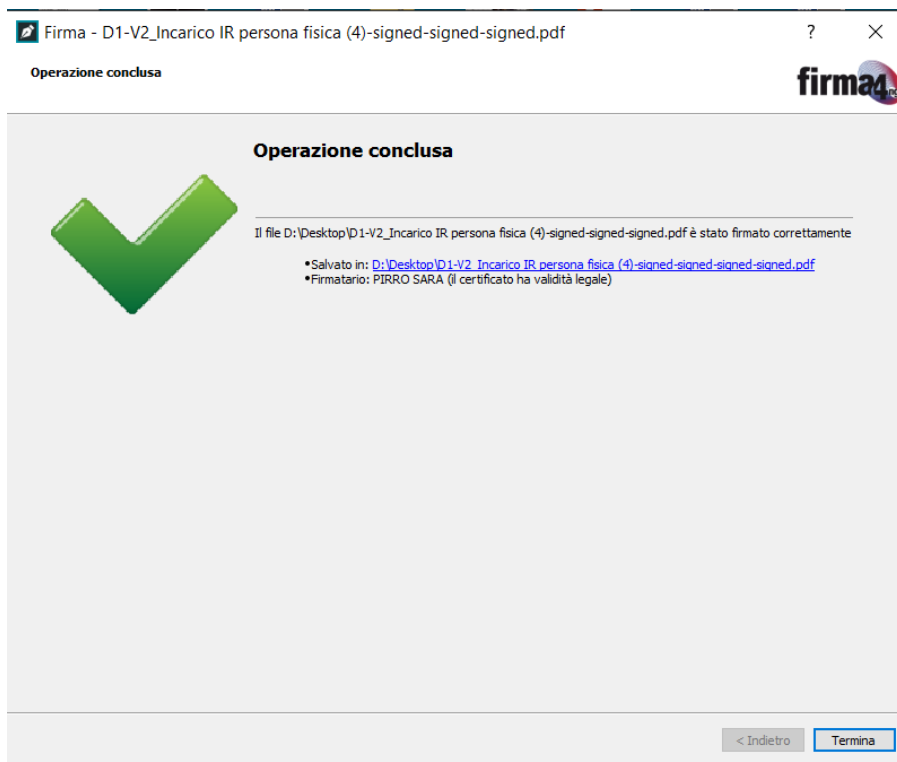 Firma - D1-V2_Incarico IR persona fisica (4)-signed-signed-signed.pdf
?
Operazione conclusa
firma4
Operazione conclusa
Il file D:\Desktop\D1-V2_Incarico IR persona fisica (4)-signed-signed-signed.pdf è stato firmato correttamente
•Salvato in: D:\Desktop\D1-V2_Incarico IR persona fisica (4)-signed-signed-signed-signed.pdf
•Firmatario: PIRRO SARA (il certificato ha validità legale)
< Indietro
Termina